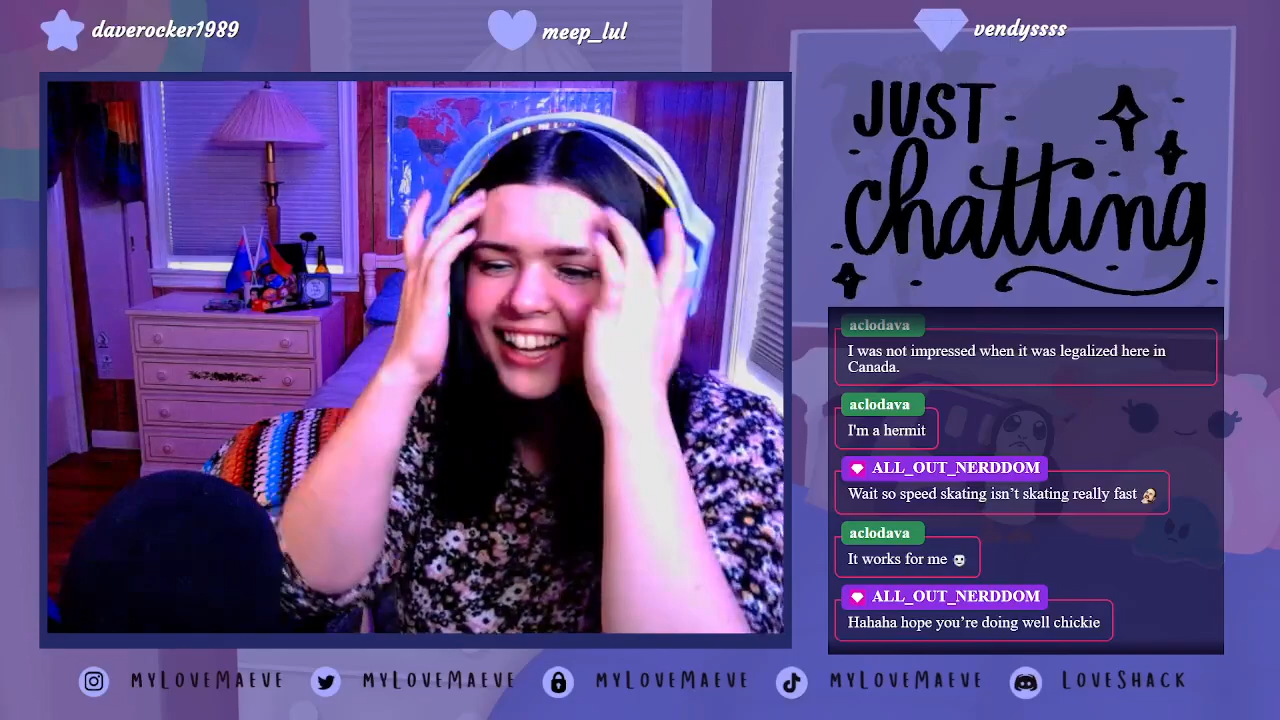 daverocker1989
meep_lul
vendyssss
JUST
chatting
aclodava
I was not impressed when it was legalized here in
Canada.
aclodava
I'm a hermit
ALL_OUT_NERDDOM
Wait so speed skating isn't skating really fast
aclodava
It works for me
ALL_OUT_NERDDOM
Hahaha hope you're doing well chickie
MYLOVEMAEVE
MYLOVEMAEVE
MYLOVEMAEVE
MYLOVEMAEVE
LOVESHACK